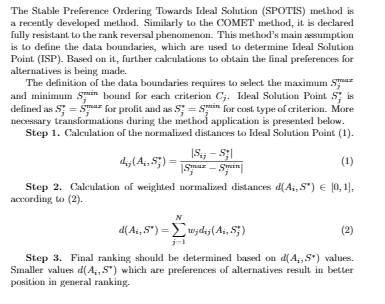 The Stable Preference Ordering Towards Ideal Solution (SPOTIS) method is
a recently developed method. Similarly to the COMET method, it is declared
fully resistant to the rank reversal phenomenon. This method's main assumption
is to define the data boundaries, which are used to determine Ideal Solution
Point (ISP). Based on it, further calculations to obtain the final preferences for
alternatives is being made.
The definition of the data boundaries requires to select the maximum S_j^{max}
and minimum S_j^{min} bound for each criterion C_j. Ideal Solution Point S_j^* is
defined as S_j^* = S_j^{max} for profit and as S_j^* = S_j^{min} for cost type of criterion. More
necessary transformations during the method application is presented below.
Step 1. Calculation of the normalized distances to Ideal Solution Point (1).
d_{ij}(A_i, S_j^*) = |S_{ij} − S_j^*| / |S_j^{max} − S_j^{min}| (1)
Step 2. Calculation of weighted normalized distances d(A_i, S^*) ∈ [0, 1],
according to (2).
d(A_i, S^*) = ∑_{j=1}^{N} w_j d_{ij}(A_i, S_j^*) (2)
Step 3. Final ranking should be determined based on d(A_i, S^*) values.
Smaller values d(A_i, S^*) which are preferences of alternatives result in better
position in general ranking.